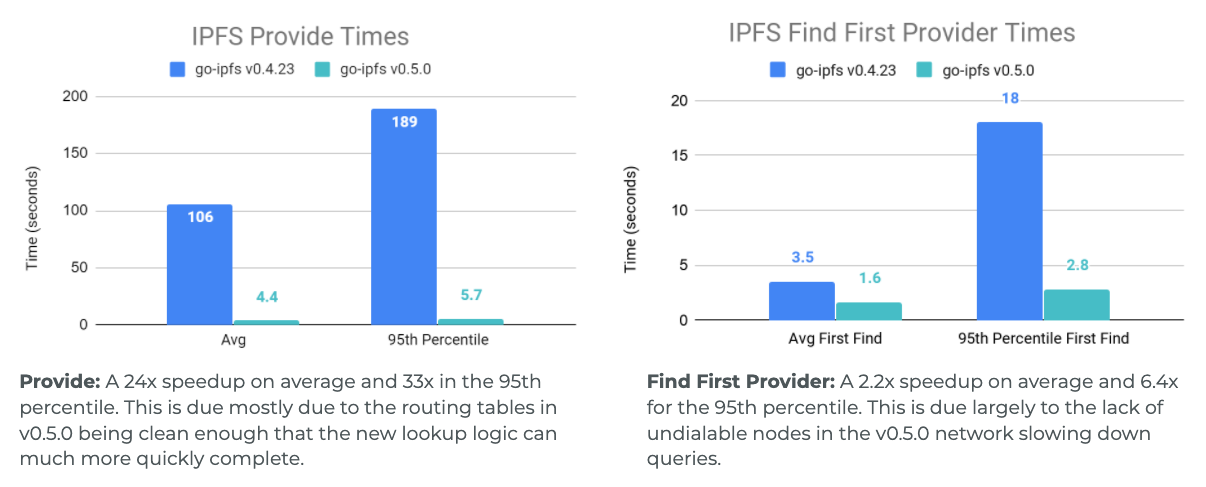 IPFS Provide Times
go-ipfs v0.4.23
go-ipfs v0.5.0
Time (seconds)
200
150
100
50
0
106
4.4
189
5.7
Avg
95th Percentile
Provide: A 24x speedup on average and 33x in the 95th
percentile. This is due mostly due to the routing tables in
v0.5.0 being clean enough that the new lookup logic can
much more quickly complete.
IPFS Find First Provider Times
go-ipfs v0.4.23
go-ipfs v0.5.0
Time (seconds)
20
15
10
5
0
3.5
1.6
18
2.8
Avg First Find
95th Percentile First Find
Find First Provider: A 2.2x speedup on average and 6.4x
for the 95th percentile. This is due largely to the lack of
undialable nodes in the v0.5.0 network slowing down
queries.